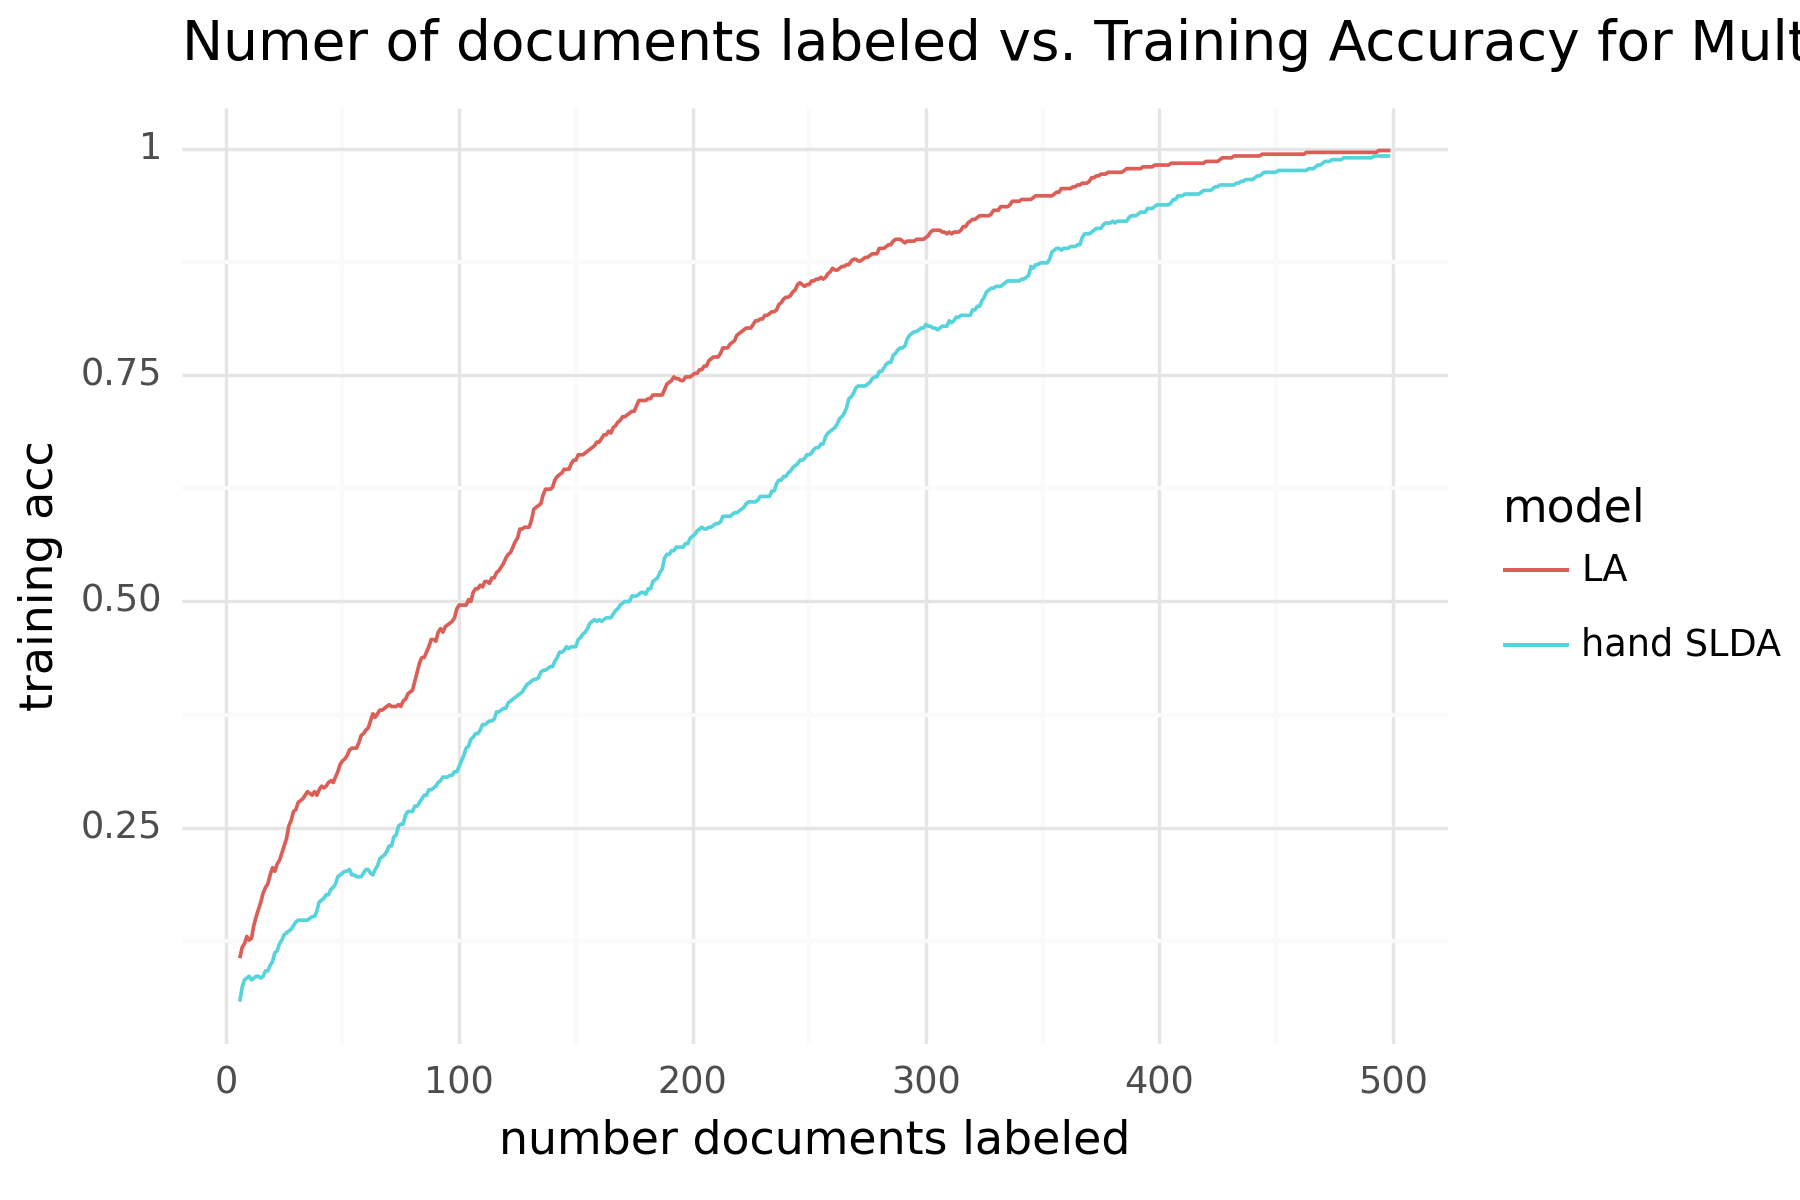 Numer of documents labeled vs. Training Accuracy for Mult
1
0.75
0.50
0.25
training acc
0
100
200
300
400
500
number documents labeled
model
LA
hand SLDA